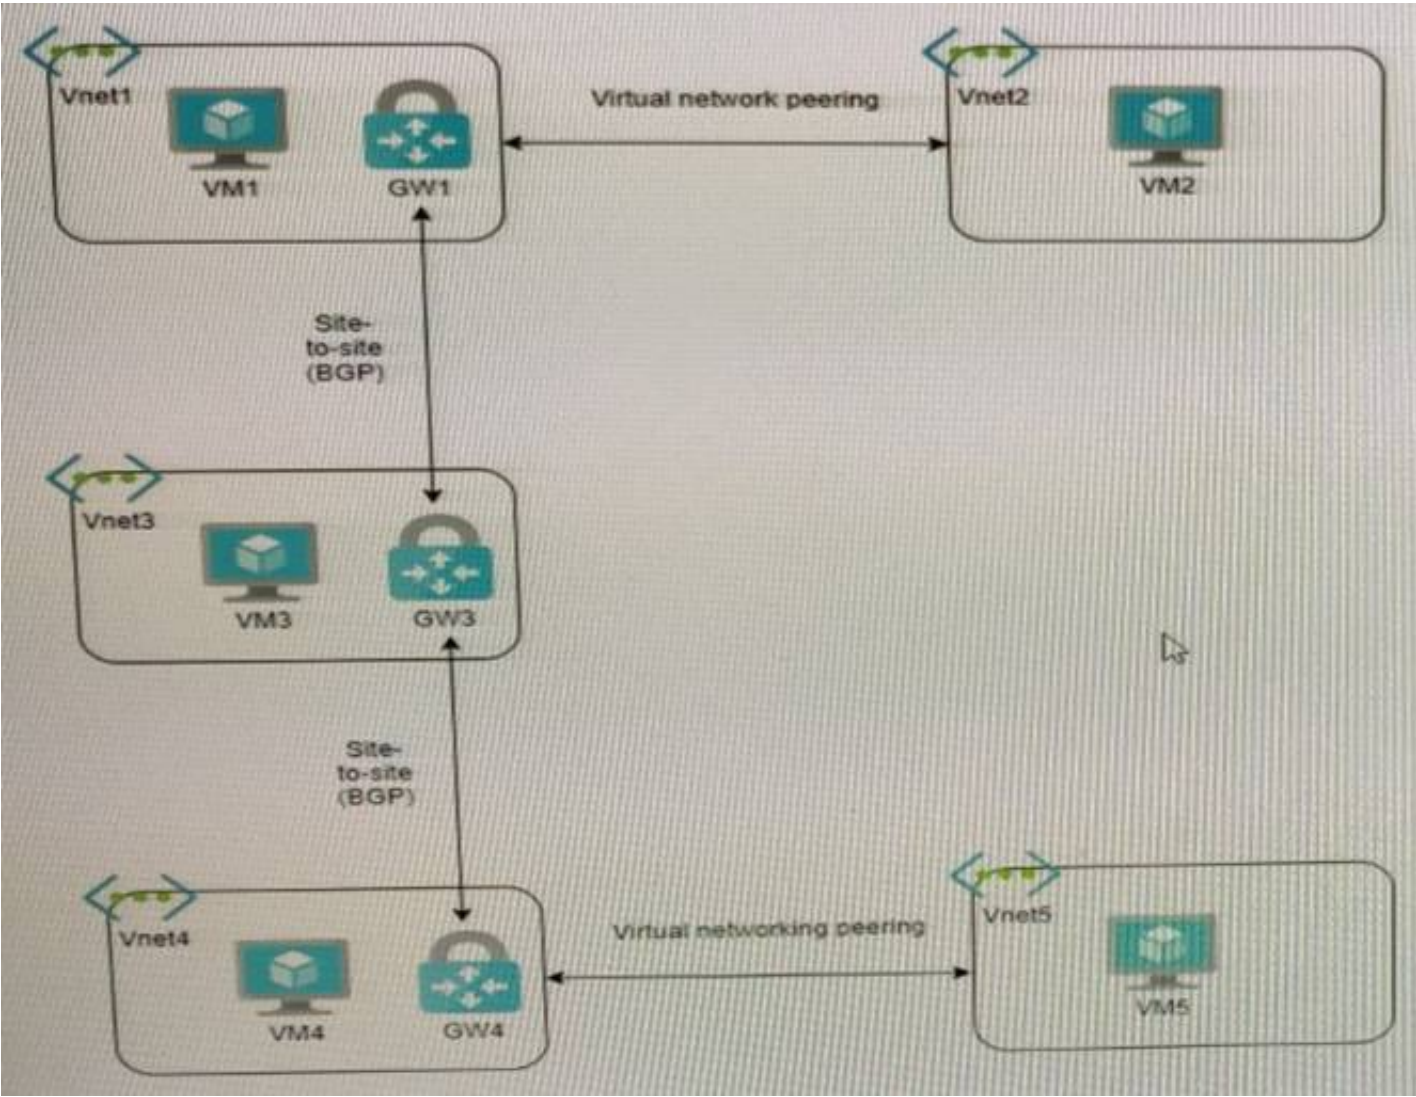 Vnet1
VM1
GW1
Virtual network peering
Vnet2
VM2
Site-
to-site
(BGP)
Vnet3
VM3
GW3
Site-
to-site
(BGP)
Vnet4
VM4
GW4
Virtual networking peering
Vnet5
VM5